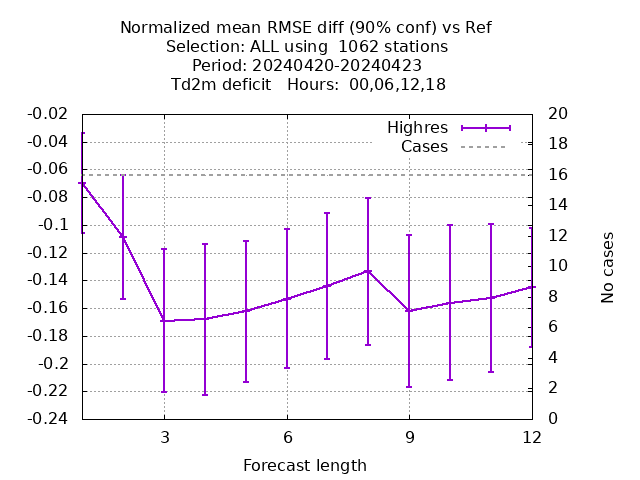 Normalized mean RMSE diff (90% conf) vs Ref
Selection: ALL using  1062 stations
Period: 20240420-20240423
Td2m deficit   Hours:  00,06,12,18
Highres
Cases
-0.02
-0.04
-0.06
-0.08
-0.1
-0.12
-0.14
-0.16
-0.18
-0.2
-0.22
-0.24
20
18
16
14
12
10
8
6
4
2
0
No cases
3 6 9 12
Forecast length